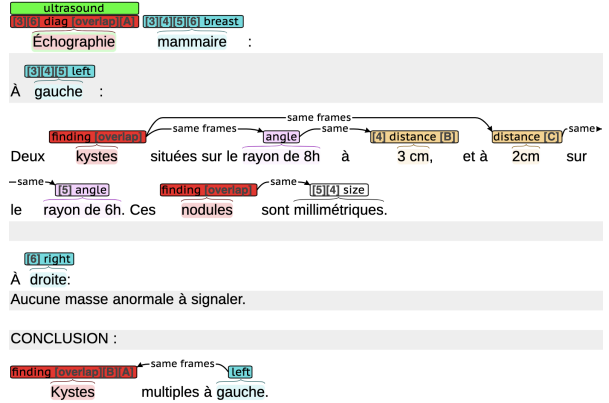 ultrasound
[3][6] diag [overlap][A] [3][4][5][6] breast
Échographie mammaire :
[3][4][5] left
À gauche :
same frames
finding [overlap] same frames angle same [4] distance [B] distance [C] same
Deux kystes situées sur le rayon de 8h à 3 cm, et à 2cm sur
same [5] angle finding [overlap] same [5][4] size
le rayon de 6h. Ces nodules sont millimétriques.
[6] right
À droite:
Aucune masse anormale à signaler.
CONCLUSION :
finding [overlap][B][A] same frames left
Kystes multiples à gauche.